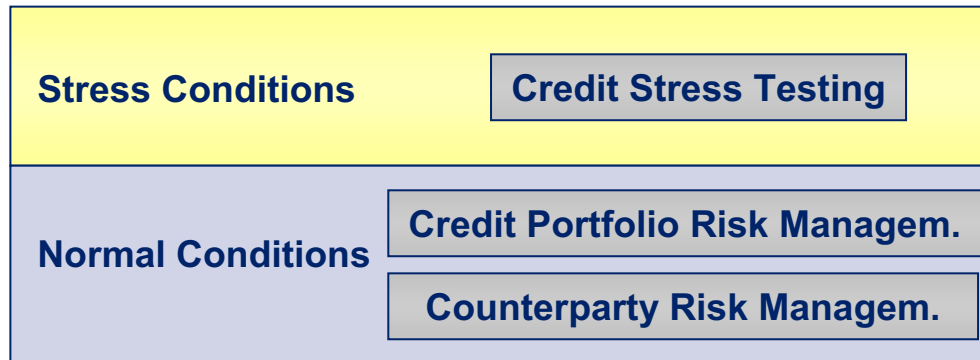 Stress Conditions
Credit Stress Testing
Normal Conditions
Credit Portfolio Risk Managem.
Counterparty Risk Managem.